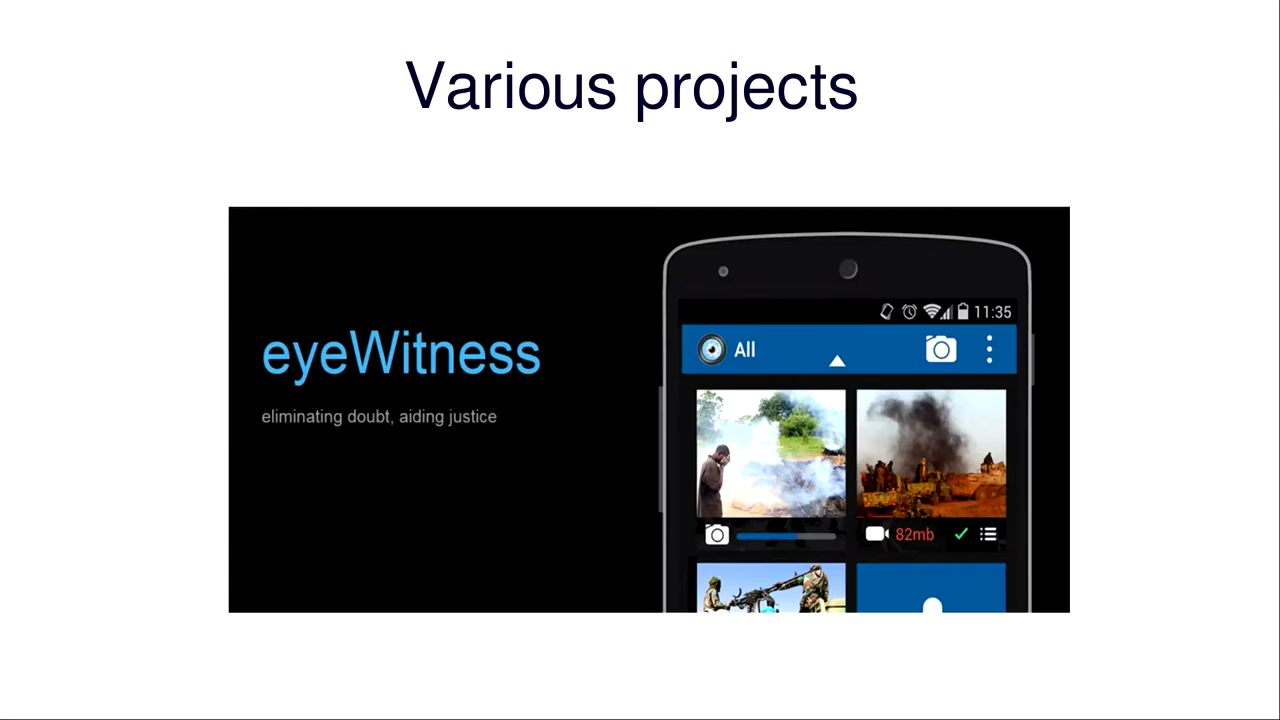 Various projects
eyeWitness
eliminating doubt, aiding justice
11:35
All
82mb